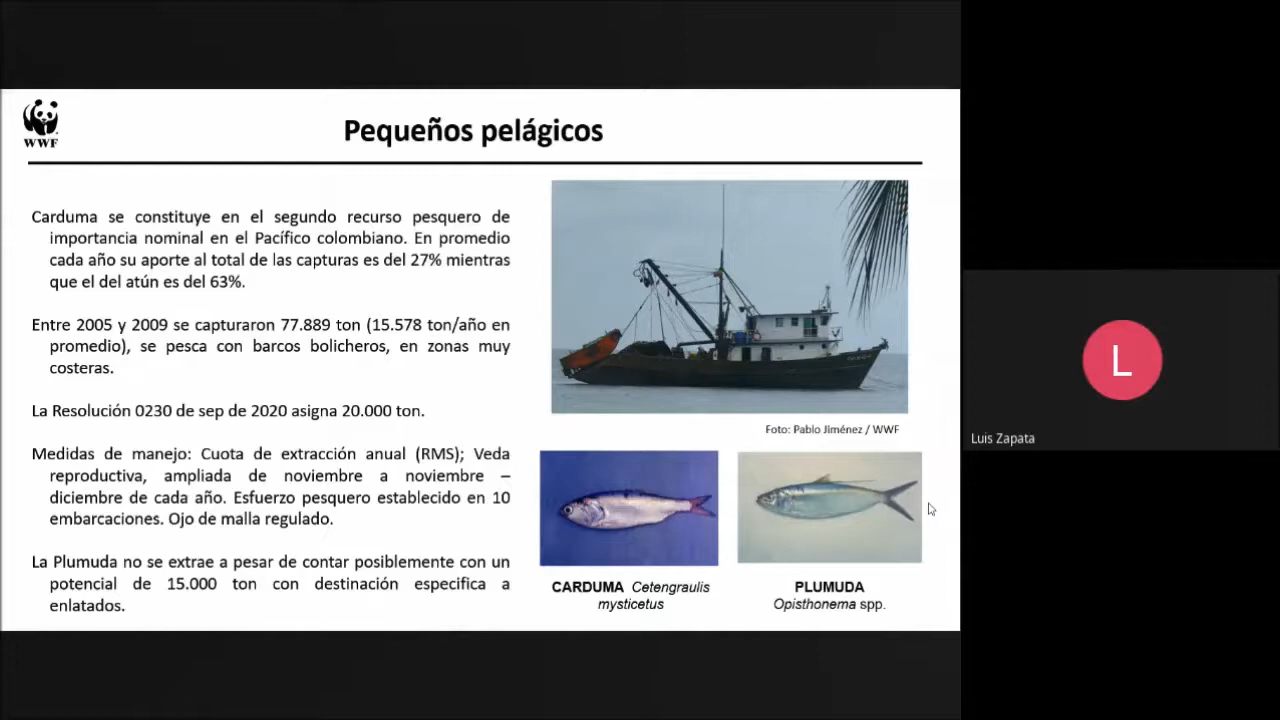 WWF
Pequeños pelágicos
Carduma se constituye en el segundo recurso pesquero de
importancia nominal en el Pacífico colombiano. En promedio
cada año su aporte al total de las capturas es del 27% mientras
que el del atún es del 63%.
Entre 2005 y 2009 se capturaron 77.889 ton (15.578 ton/año en
promedio), se pesca con barcos bolicheros, en zonas muy
costeras.
La Resolución 0230 de sep de 2020 asigna 20.000 ton.
Medidas de manejo: Cuota de extracción anual (RMS); Veda
reproductiva, ampliada de noviembre a noviembre –
diciembre de cada año. Esfuerzo pesquero establecido en 10
embarcaciones. Ojo de malla regulado.
La Plumuda no se extrae a pesar de contar posiblemente con un
potencial de 15.000 ton con destinación especifica a
enlatados.
Foto: Pablo Jiménez / WWF
CARDUMA Cetengraulis
mysticetus
PLUMUDA
Opisthonema spp.
L
Luis Zapata